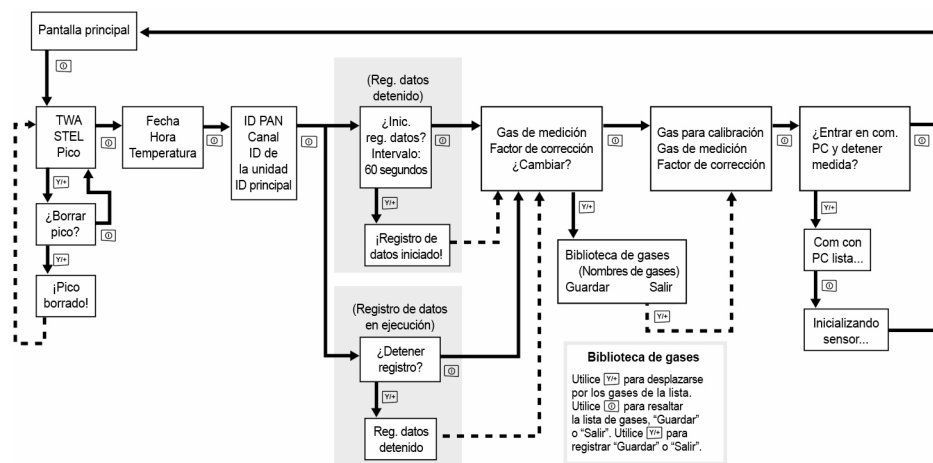 Pantalla principal
TWA
STEL
Pico
Y/+
¿Borrar
pico?
Y/+
¡Pico
borrado!
Fecha
Hora
Temperatura
ID PAN
Canal
ID de
la unidad
ID principal
(Reg. datos
detenido)
¿Inic.
reg. datos?
Intervalo:
60 segundos
Y/+
¡Registro de
datos iniciado!
(Registro de datos
en ejecución)
¿Detener
registro?
Y/+
Reg. datos
detenido
Gas de medición
Factor de corrección
¿Cambiar?
Y/+
Biblioteca de gases
(Nombres de gases)
Guardar Salir
Y/+
Gas para calibración
Gas de medición
Factor de corrección
¿Entrar en com.
PC y detener
medida?
Y/+
Com con
PC lista...
Inicializando
sensor...
Biblioteca de gases
Utilice Y/+ para desplazarse
por los gases de la lista.
Utilice para resaltar
la lista de gases, “Guardar”
o “Salir”. Utilice Y/+ para
registrar “Guardar” o “Salir”.